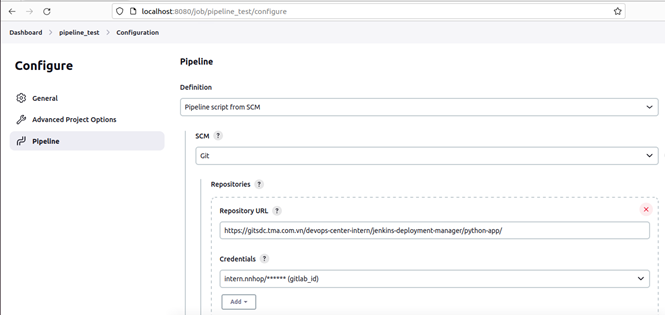 localhost:8080/job/pipeline_test/configure
Dashboard > pipeline_test > Configuration
Configure
General
Advanced Project Options
Pipeline
Pipeline
Definition
Pipeline script from SCM
SCM ?
Git
Repositories ?
Repository URL ?
https://gitsdc.tma.com.vn/devops-center-intern/jenkins-deployment-manager/python-app/
Credentials ?
intern.nnhop/****** (gitlab_id)
Add